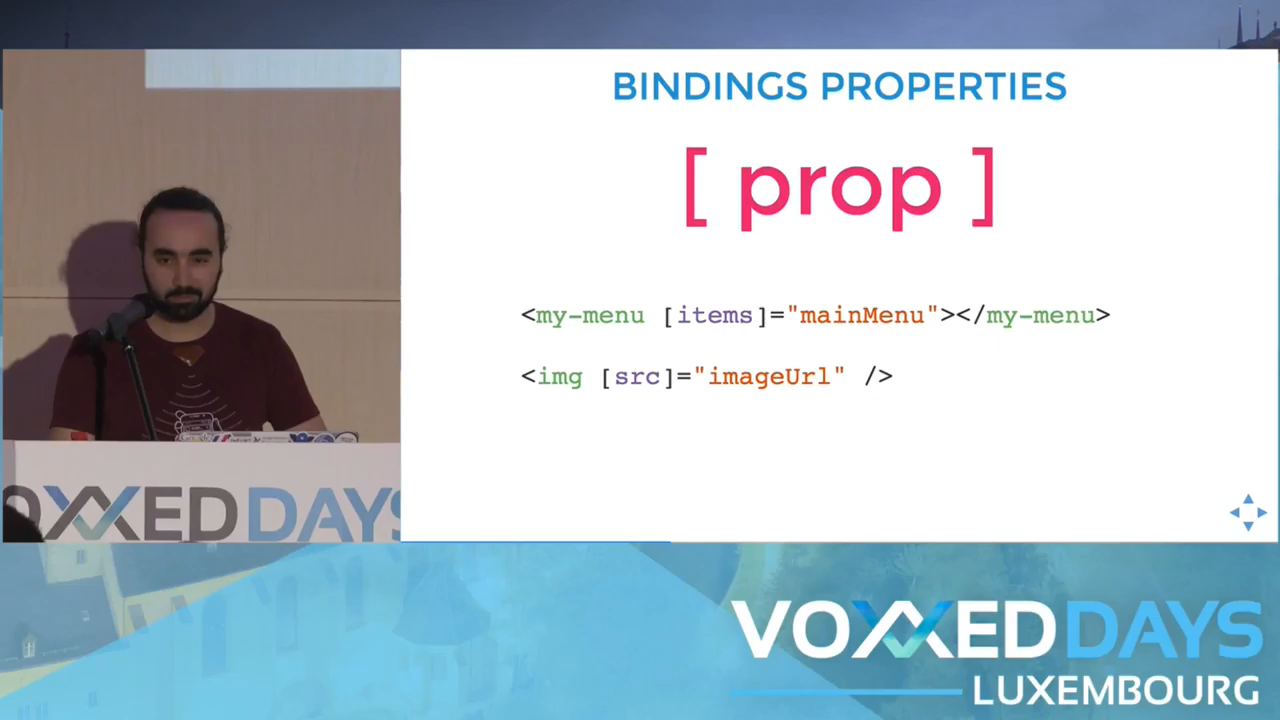 BINDINGS PROPERTIES
[ prop ]
<my-menu [items]="mainMenu"></my-menu>
<img [src]="imageUrl" />
VOXXED DAYS
VOXXED DAYS
LUXEMBOURG